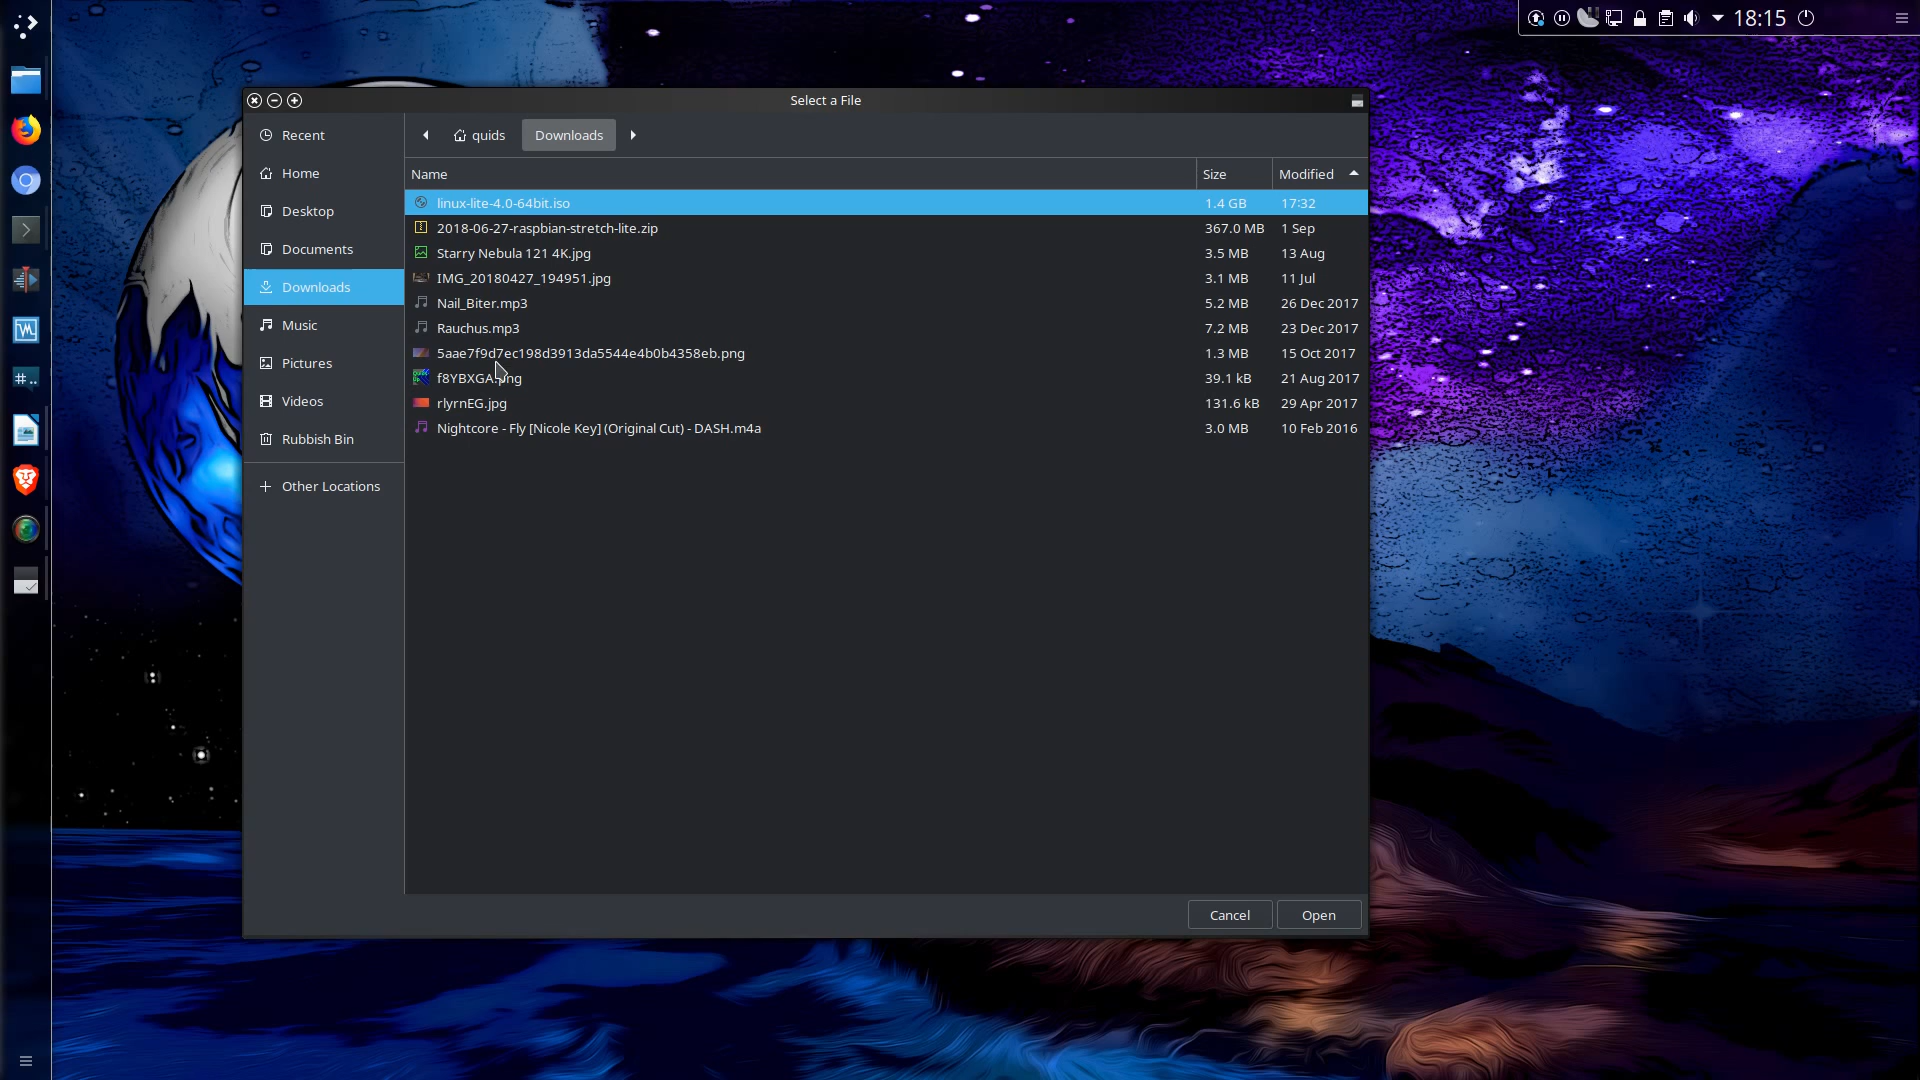 18:15
Select a File
Recent
Home
Desktop
Documents
Downloads
Music
Pictures
Videos
Rubbish Bin
Other Locations
quids Downloads
Name Size Modified
linux-lite-4.0-64bit.iso 1.4 GB 17:32
2018-06-27-raspbian-stretch-lite.zip 367.0 MB 1 Sep
Starry Nebula 121 4K.jpg 3.5 MB 13 Aug
IMG_20180427_194951.jpg 3.1 MB 11 Jul
Nail_Biter.mp3 5.2 MB 26 Dec 2017
Rauchus.mp3 7.2 MB 23 Dec 2017
5aae7f9d7ec198d3913da5544e4b0b4358eb.png 1.3 MB 15 Oct 2017
f8YBXGA.png 39.1 kB 21 Aug 2017
rlyrnEG.jpg 131.6 kB 29 Apr 2017
Nightcore - Fly [Nicole Key] (Original Cut) - DASH.m4a 3.0 MB 10 Feb 2016
Cancel Open